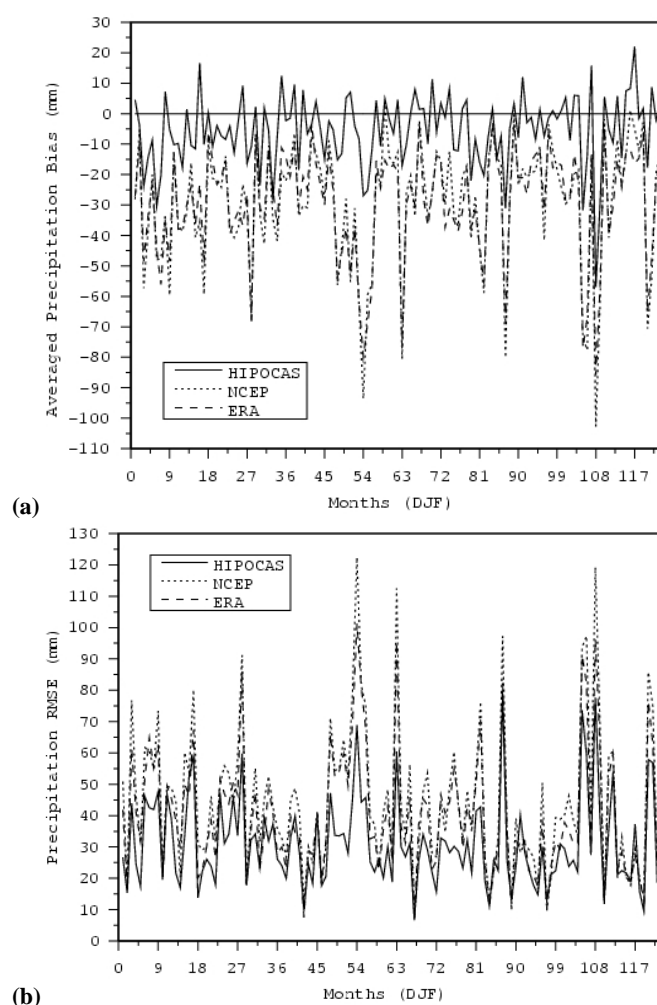 30
20
10
0
−10
−20
−30
−40
−50
−60
−70
−80
−90
−100
−110
Averaged Precipitation Bias (mm)
HIPOCAS
NCEP
ERA
0 9 18 27 36 45 54 63 72 81 90 99 108 117
Months (DJF)
(a)
130
120
110
100
90
80
70
60
50
40
30
20
10
0
Precipitation RMSE (mm)
HIPOCAS
NCEP
ERA
0 9 18 27 36 45 54 63 72 81 90 99 108 117
Months (DJF)
(b)